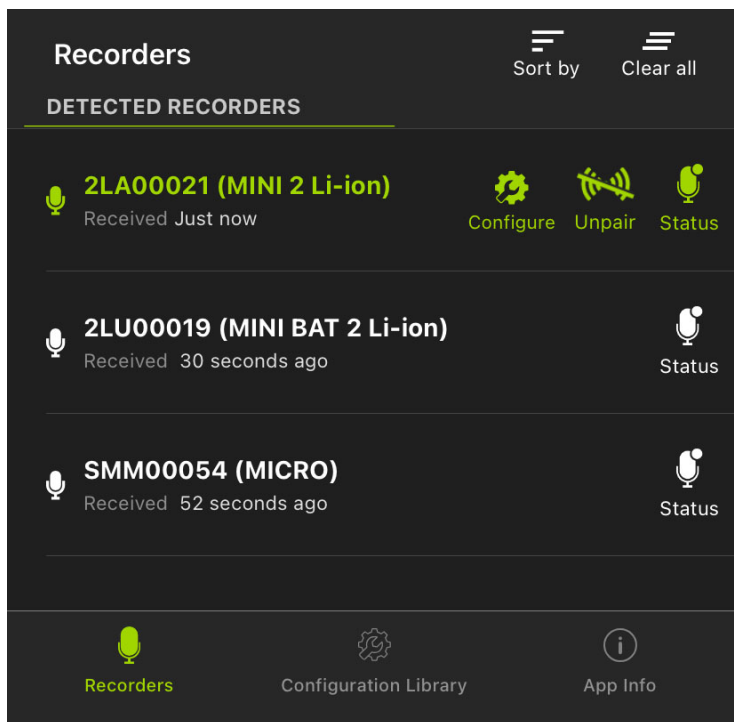 Recorders
Sort by
Clear all
DETECTED RECORDERS
2LA00021 (MINI 2 Li-ion)
Received Just now
Configure
Unpair
Status
2LU00019 (MINI BAT 2 Li-ion)
Received 30 seconds ago
Status
SMM00054 (MICRO)
Received 52 seconds ago
Status
Recorders
Configuration Library
App Info